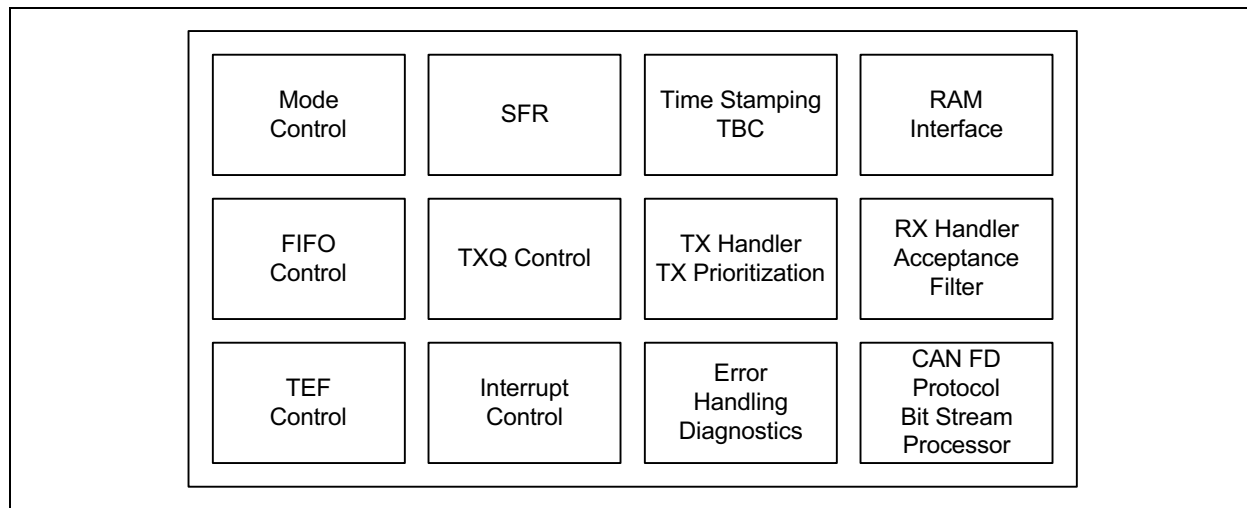 Mode
Control
SFR
Time Stamping
TBC
RAM
Interface
FIFO
Control
TXQ Control
TX Handler
TX Prioritization
RX Handler
Acceptance
Filter
TEF
Control
Interrupt
Control
Error
Handling
Diagnostics
CAN FD
Protocol
Bit Stream
Processor